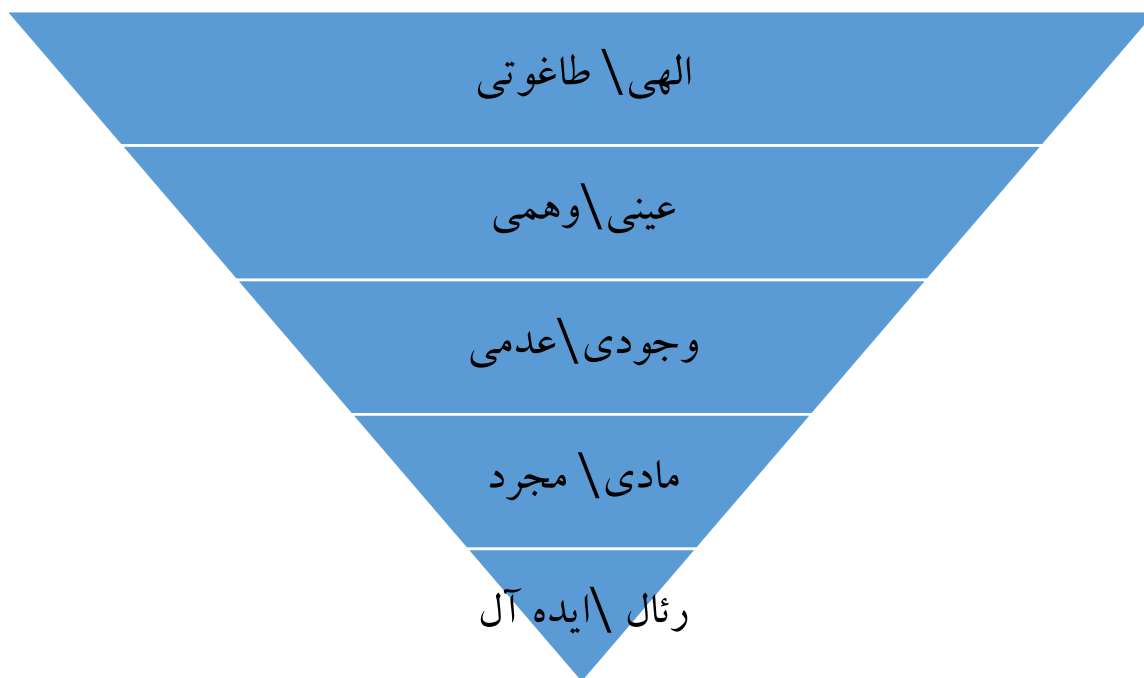 الهی\ طاغوتی
عینی\وهمی
وجودی\عدمی
مادی\ مجرد
رئال \ایده آل